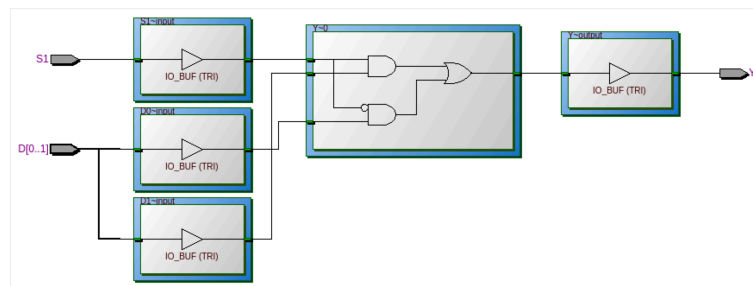 S1~input
S1
IO_BUF (TRI)
D0~input
D[0..1]
IO_BUF (TRI)
D1~input
IO_BUF (TRI)
Y~0
Y~output
IO_BUF (TRI)
Y